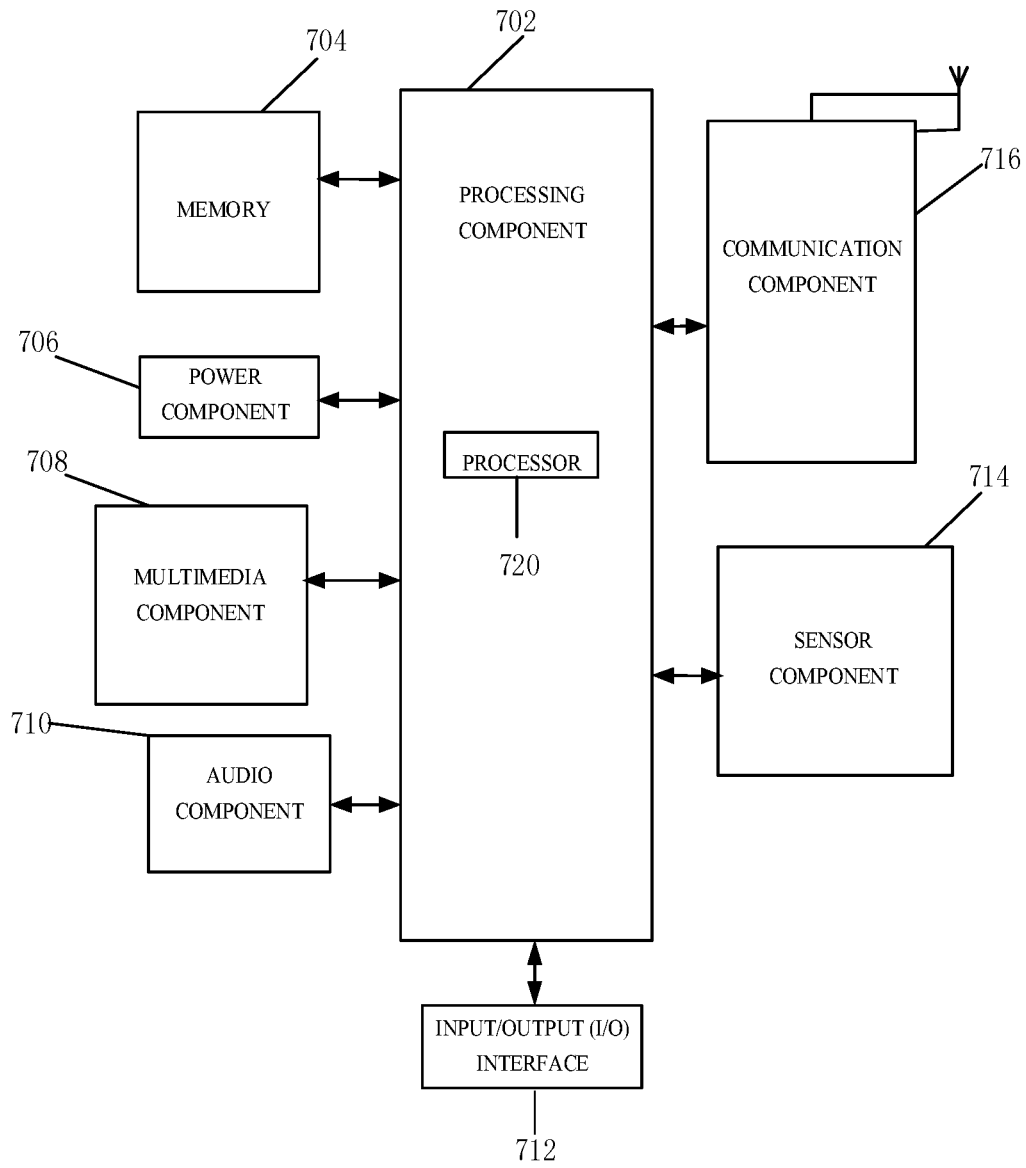 702
704
716
MEMORY
PROCESSING
COMPONENT
COMMUNICATION
COMPONENT
706
POWER
COMPONENT
708
PROCESSOR
720
714
MULTIMEDIA
COMPONENT
SENSOR
COMPONENT
710
AUDIO
COMPONENT
INPUT/OUTPUT (I/O)
INTERFACE
712